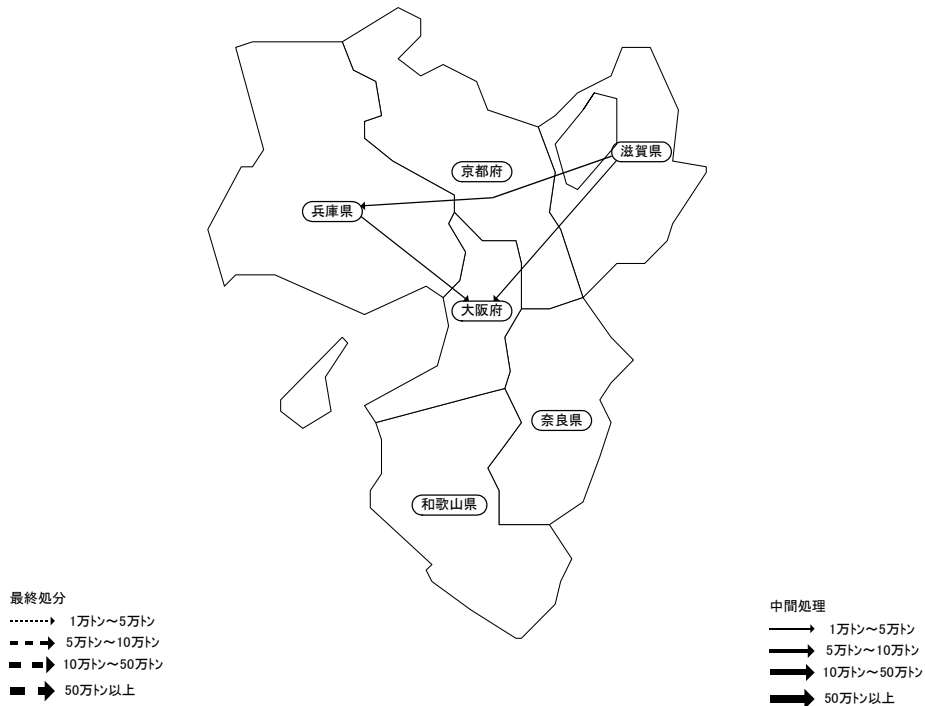 滋賀県
京都府
兵庫県
大阪府
奈良県
和歌山県
最終処分
1万トン～5万トン
5万トン～10万トン
10万トン～50万トン
50万トン以上
中間処理
1万トン～5万トン
5万トン～10万トン
10万トン～50万トン
50万トン以上